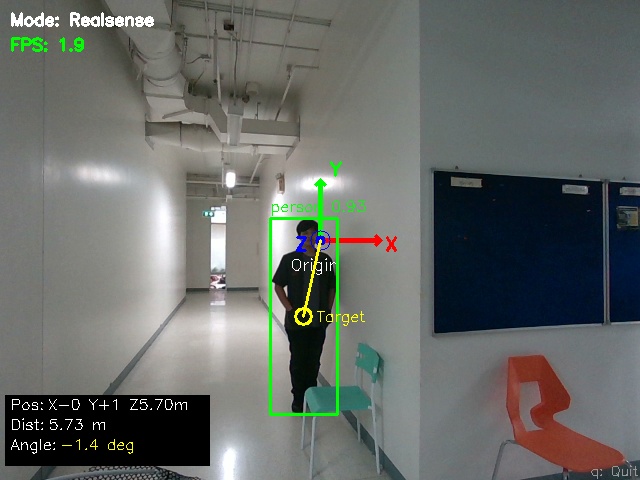 Mode: Realsense
FPS: 1.9
Y
person 0.93
Z
X
Origin
Target
Pos: X-0 Y+1 Z5.70m
Dist: 5.73 m
Angle: -1.4 deg
q: Quit